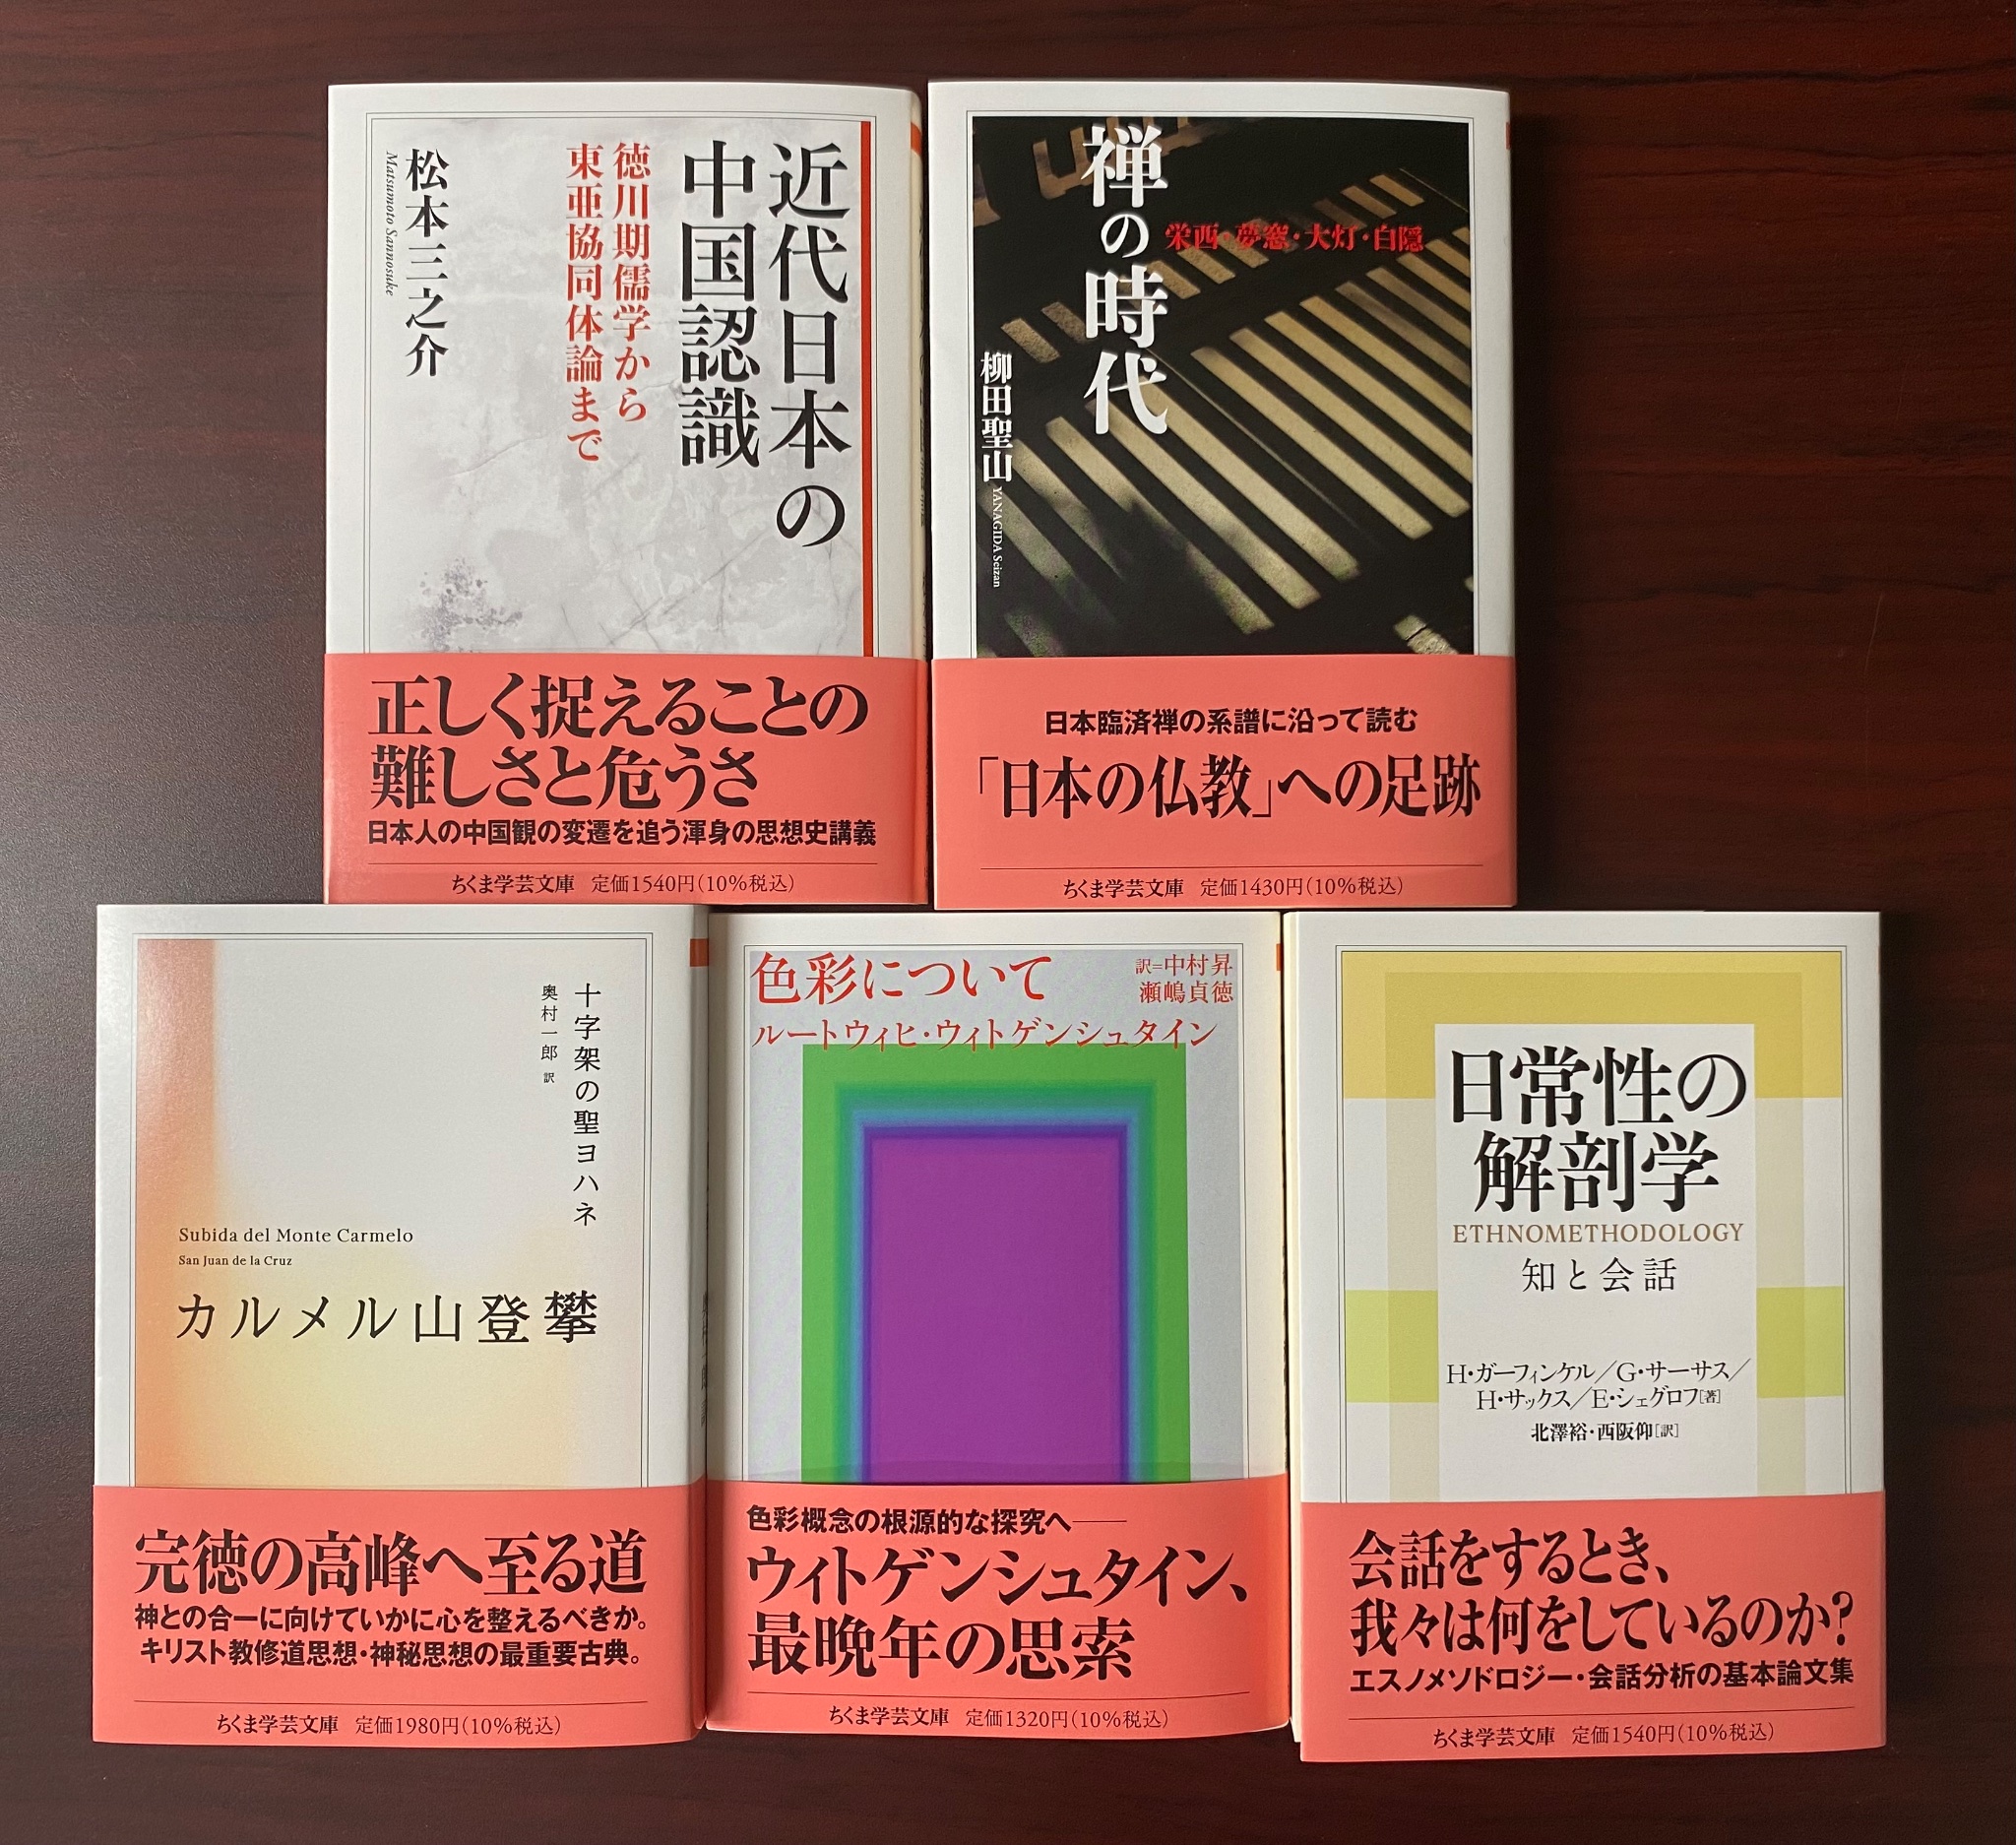 近代日本の
中国認識
徳川期儒学から
東亜協同体論まで
松本三之介
Matsumoto Sannosuke
正しく捉えることの
難しさと危うさ
日本人の中国観の変遷を追う渾身の思想史講義
ちくま学芸文庫 定価1540円(10%税込)
禅の時代
栄西・夢窓・大灯・白隠
柳田聖山
YANAGIDA Seizan
日本臨済禅の系譜に沿って読む
「日本の仏教」への足跡
ちくま学芸文庫 定価1430円(10%税込)
十字架の聖ヨハネ
奥村一郎 訳
Subida del Monte Carmelo
San Juan de la Cruz
カルメル山登攀
完徳の高峰へ至る道
神との合一に向けていかに心を整えるべきか。
キリスト教修道思想・神秘思想の最重要古典。
ちくま学芸文庫 定価1980円(10%税込)
色彩について
訳=中村昇
瀬嶋貞徳
ルートウィヒ・ウィトゲンシュタイン
色彩概念の根源的な探究へ──
ウィトゲンシュタイン、
最晩年の思索
ちくま学芸文庫 定価1320円(10%税込)
日常性の
解剖学
ETHNOMETHODOLOGY
知と会話
H・ガーフィンケル/G・サーサス/
H・サックス/E・シェグロフ[著]
北澤裕・西阪仰[訳]
会話をするとき、
我々は何をしているのか?
エスノメソドロジー・会話分析の基本論文集
ちくま学芸文庫 定価1540円(10%税込)